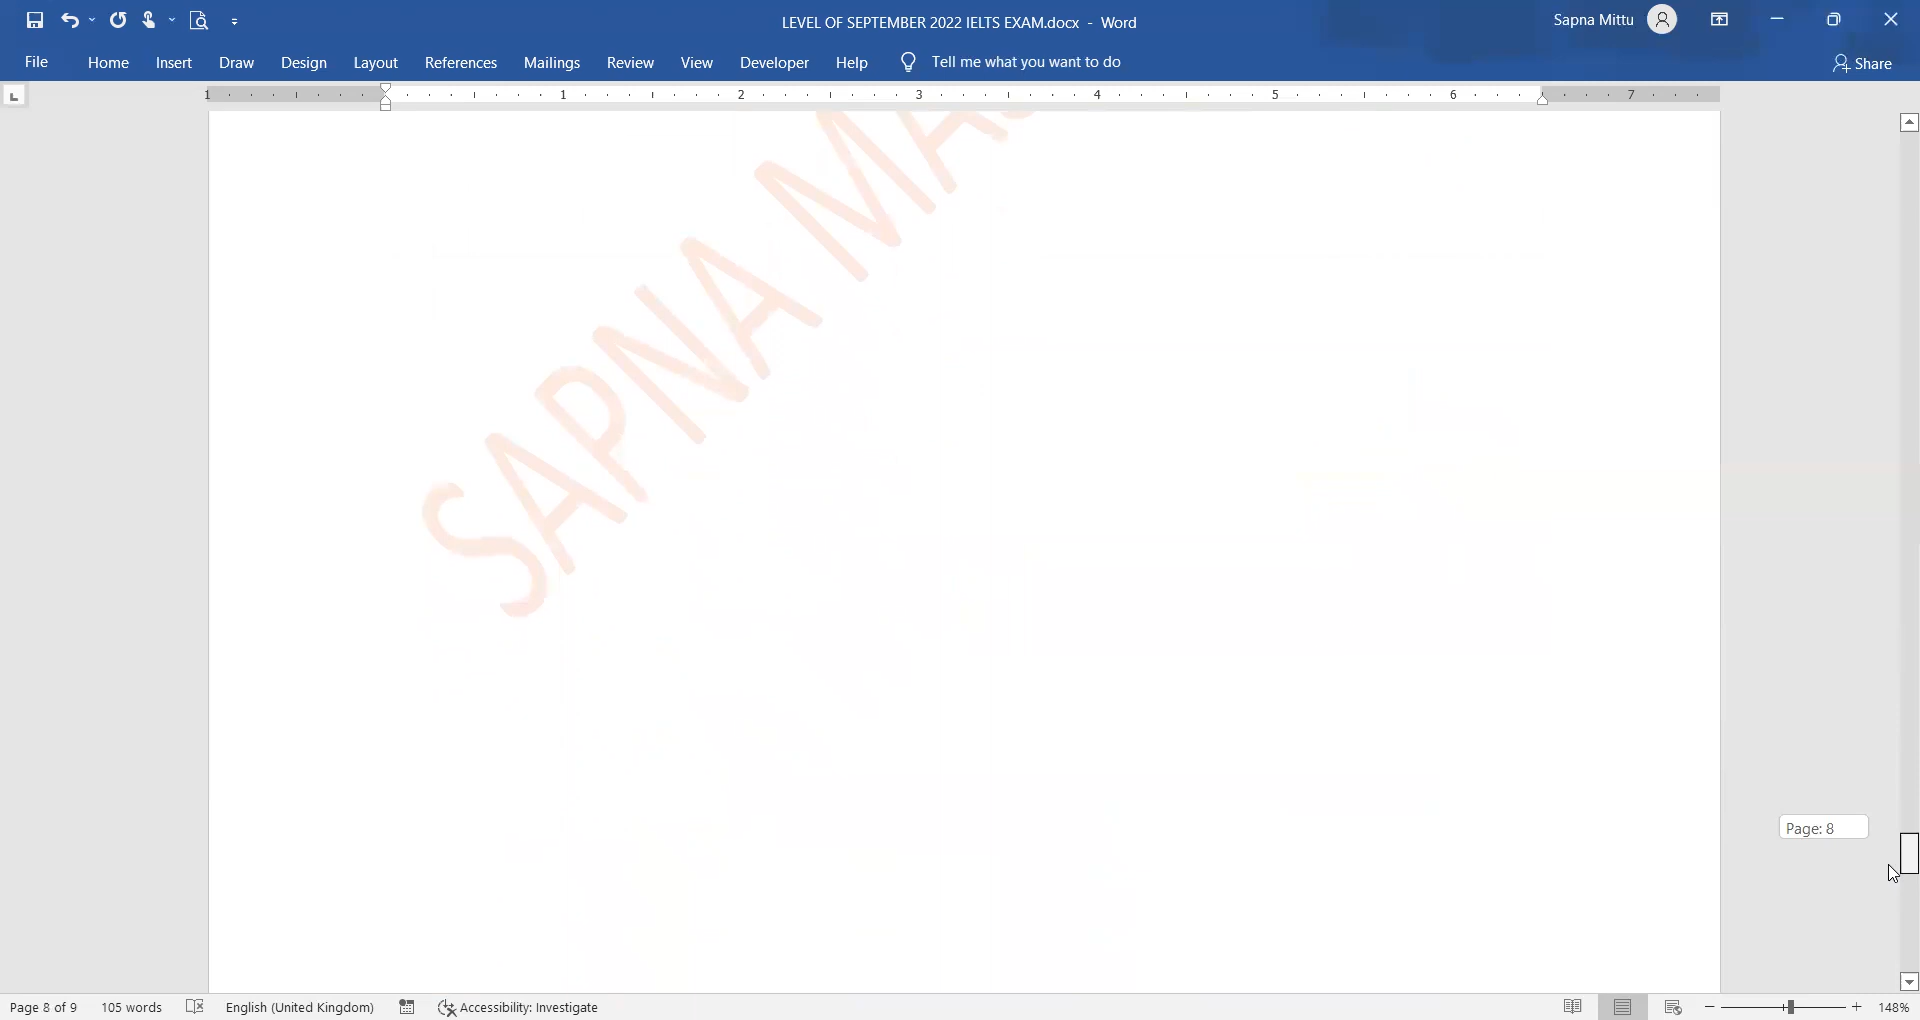 LEVEL OF SEPTEMBER 2022 IELTS EXAM.docx - Word
Sapna Mittu
File Home Insert Draw Design Layout References Mailings Review View Developer Help Tell me what you want to do
Share
1 1 2 3 4 5 6 7
SAPNA MA
Page: 8
Page 8 of 9 105 words English (United Kingdom) Accessibility: Investigate 148%